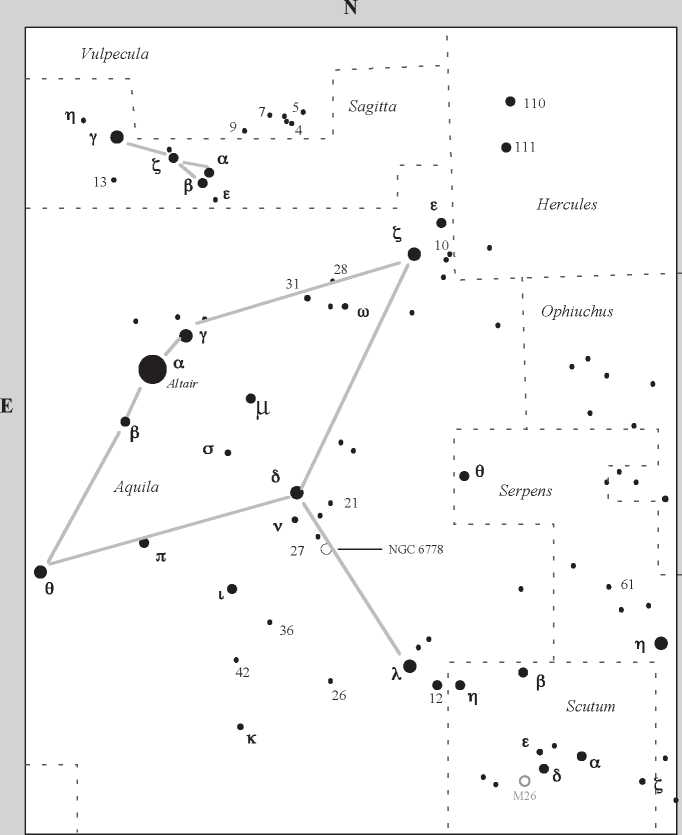 N
Vulpecula
η
γ
7
5
Sagitta
110
9
4
111
ζ
α
13
β
ε
Hercules
ε
ζ
10
28
31
ω
Ophiuchus
γ
α
Altair
E
μ
β
σ
θ
δ
Aquila
Serpens
21
ν
27
NGC 6778
π
θ
ι
61
36
η
42
λ
β
26
12
η
Scutum
κ
ε
α
δ
ζ
M26